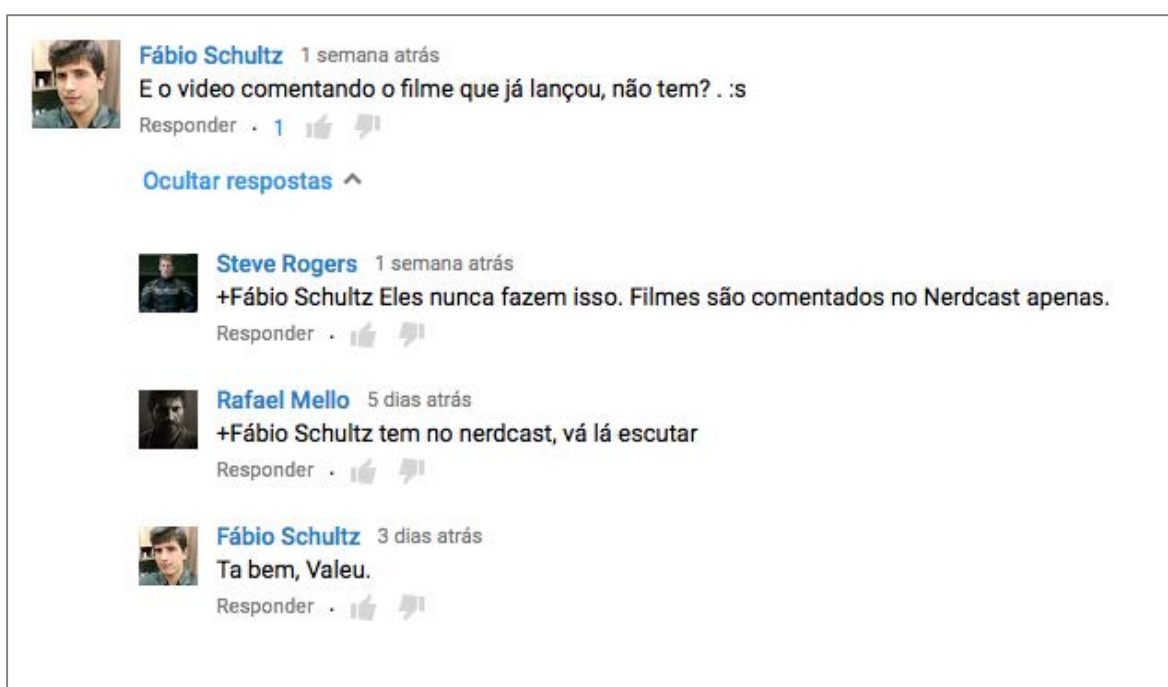 Fábio Schultz 1 semana atrás
E o video comentando o filme que já lançou, não tem? . :s
Responder · 1
Ocultar respostas
Steve Rogers 1 semana atrás
+Fábio Schultz Eles nunca fazem isso. Filmes são comentados no Nerdcast apenas.
Responder ·
Rafael Mello 5 dias atrás
+Fábio Schultz tem no nerdcast, vá lá escutar
Responder ·
Fábio Schultz 3 dias atrás
Ta bem, Valeu.
Responder ·